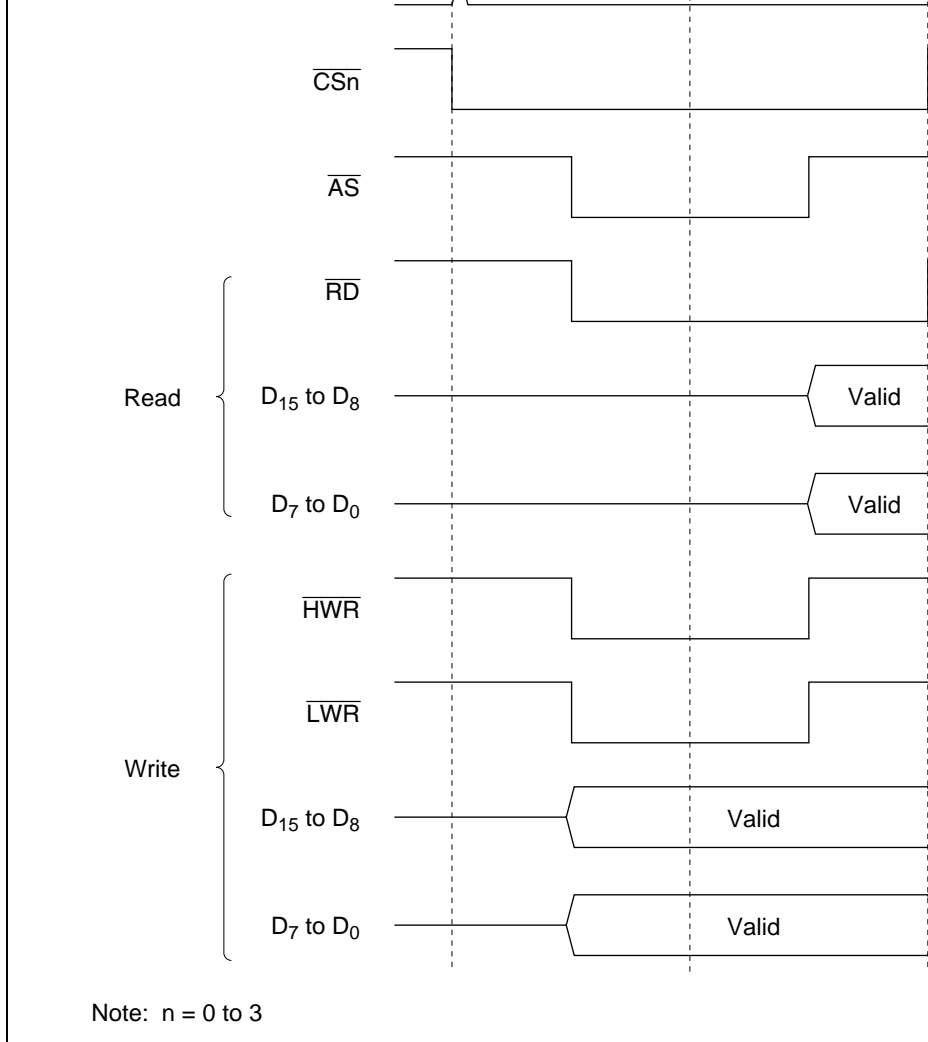 CSn
AS
RD
Read
D15 to D8
Valid
D7 to D0
Valid
HWR
LWR
Write
D15 to D8
Valid
D7 to D0
Valid
Note: n = 0 to 3